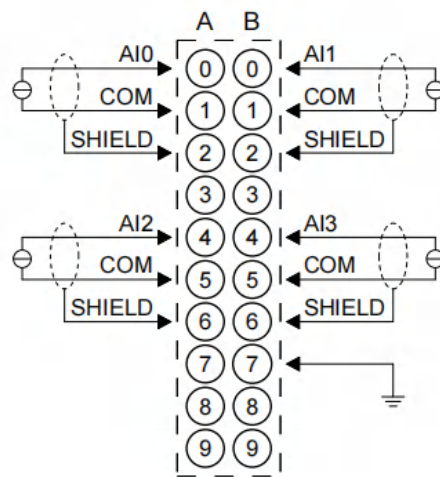 A B
AI0 0 0 AI1
COM 1 1 COM
SHIELD 2 2 SHIELD
3 3
AI2 4 4 AI3
COM 5 5 COM
SHIELD 6 6 SHIELD
7 7
8 8
9 9